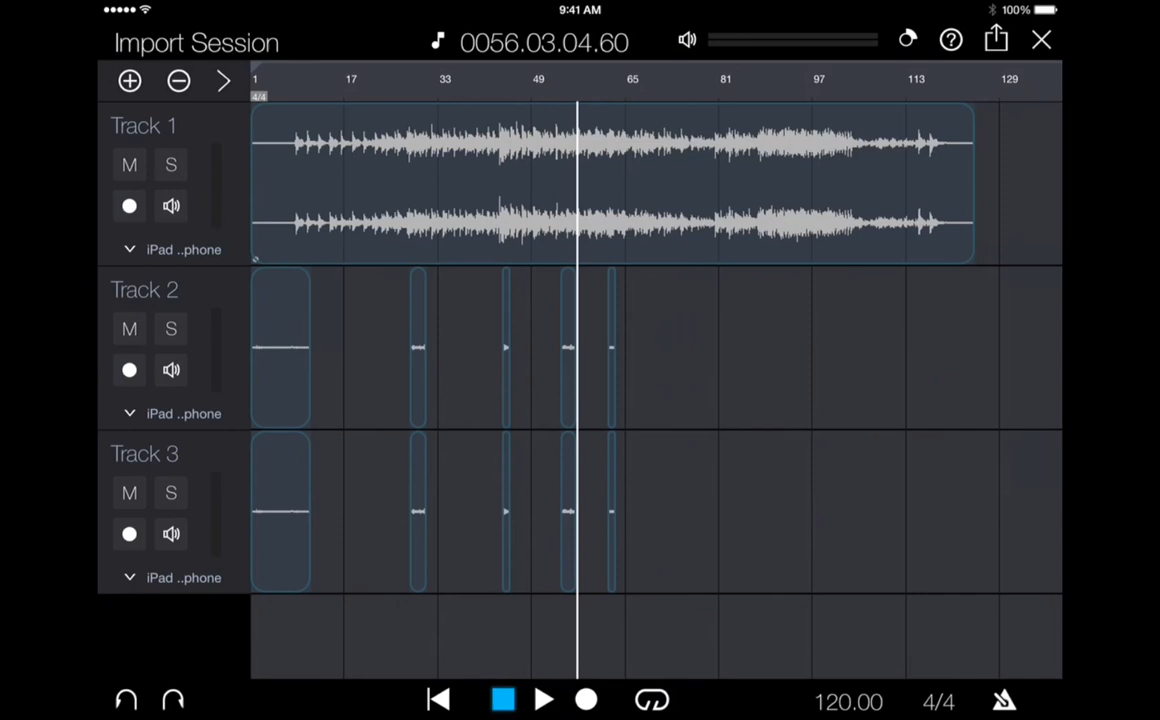 9:41 AM
100%
Import Session
0056.03.04.60
?
1 17 33 49 65 81 97 113 129
4/4
Track 1
M S
iPad ..phone
Track 2
M S
iPad ..phone
Track 3
M S
iPad ..phone
120.00 4/4